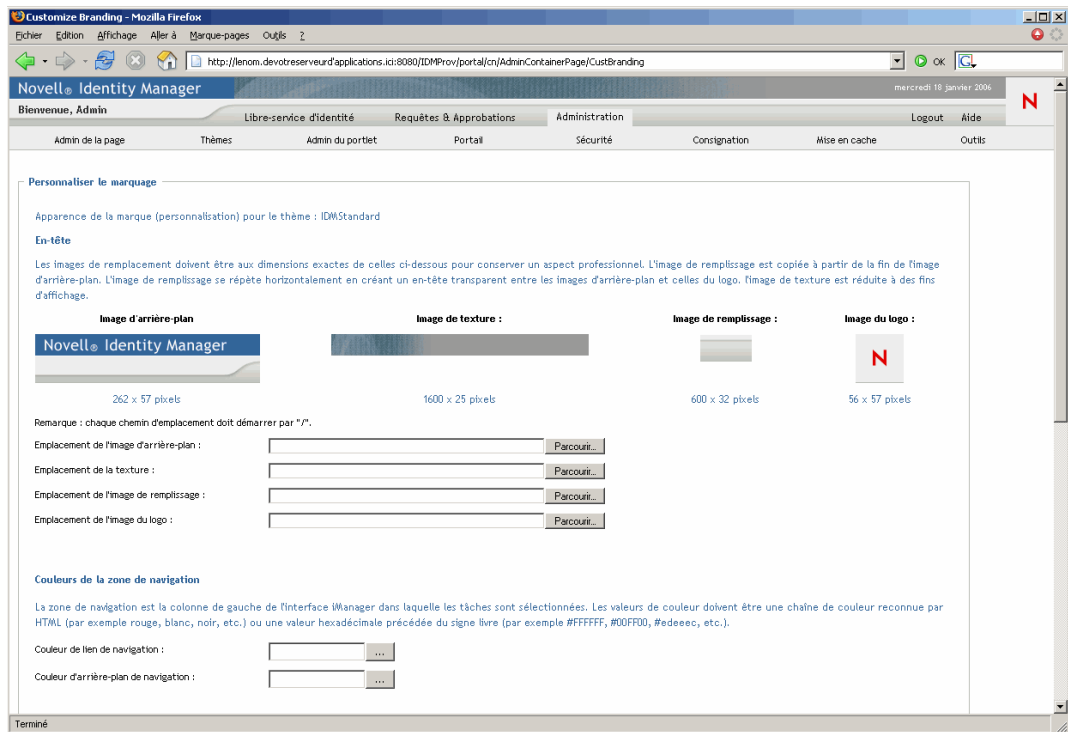 Customize Branding - Mozilla Firefox
Fichier Edition Affichage Aller à Marque-pages Outils ?
http://lenom.devotreserveurd'applications.ici:8080/IDMProv/portal/cn/AdminContainerPage/CustBranding
OK
G
Novell® Identity Manager
mercredi 18 janvier 2006
N
Bienvenue, Admin
Libre-service d'identité Requêtes & Approbations Administration Logout Aide
Admin de la page Thèmes Admin du portlet Portail Sécurité Consignation Mise en cache Outils
Personnaliser le marquage
Apparence de la marque (personnalisation) pour le thème : IDMStandard
En-tête
Les images de remplacement doivent être aux dimensions exactes de celles ci-dessous pour conserver un aspect professionnel. L'image de remplissage est copiée à partir de la fin de l'image
d'arrière-plan. L'image de remplissage se répète horizontalement en créant un en-tête transparent entre les images d'arrière-plan et celles du logo. l'image de texture est réduite à des fins
d'affichage.
Image d'arrière-plan Image de texture : Image de remplissage : Image du logo :
Novell® Identity Manager
N
262 x 57 pixels 1600 x 25 pixels 600 x 32 pixels 56 x 57 pixels
Remarque : chaque chemin d'emplacement doit démarrer par "/".
Emplacement de l'image d'arrière-plan : Parcourir...
Emplacement de la texture : Parcourir...
Emplacement de l'image de remplissage : Parcourir...
Emplacement de l'image du logo : Parcourir...
Couleurs de la zone de navigation
La zone de navigation est la colonne de gauche de l'interface iManager dans laquelle les tâches sont sélectionnées. Les valeurs de couleur doivent être une chaîne de couleur reconnue par
HTML (par exemple rouge, blanc, noir, etc.) ou une valeur hexadécimale précédée du signe livre (par exemple #FFFFFF, #00FF00, #edeeec, etc.).
Couleur de lien de navigation : ...
Couleur d'arrière-plan de navigation : ...
Terminé